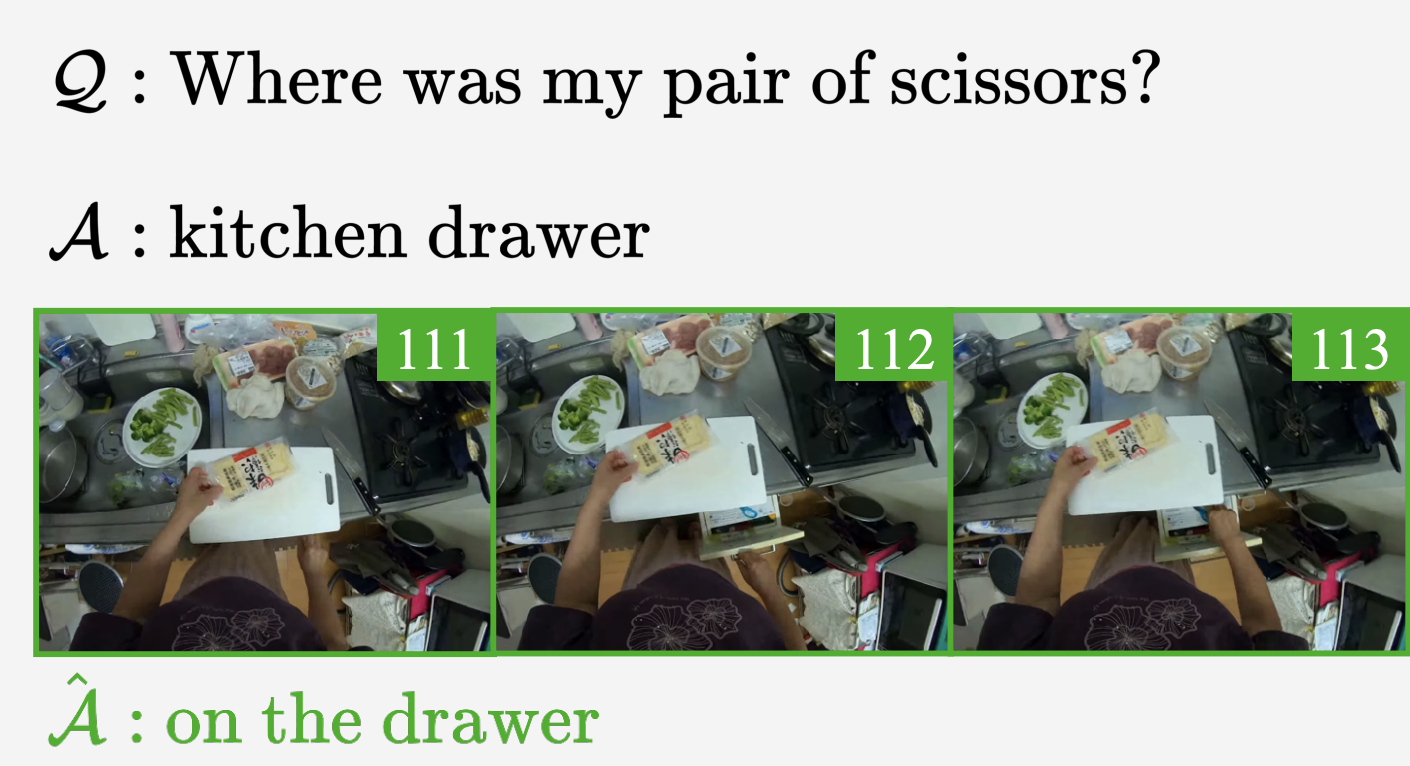 Q : Where was my pair of scissors?
A : kitchen drawer
111 112 113
Â : on the drawer